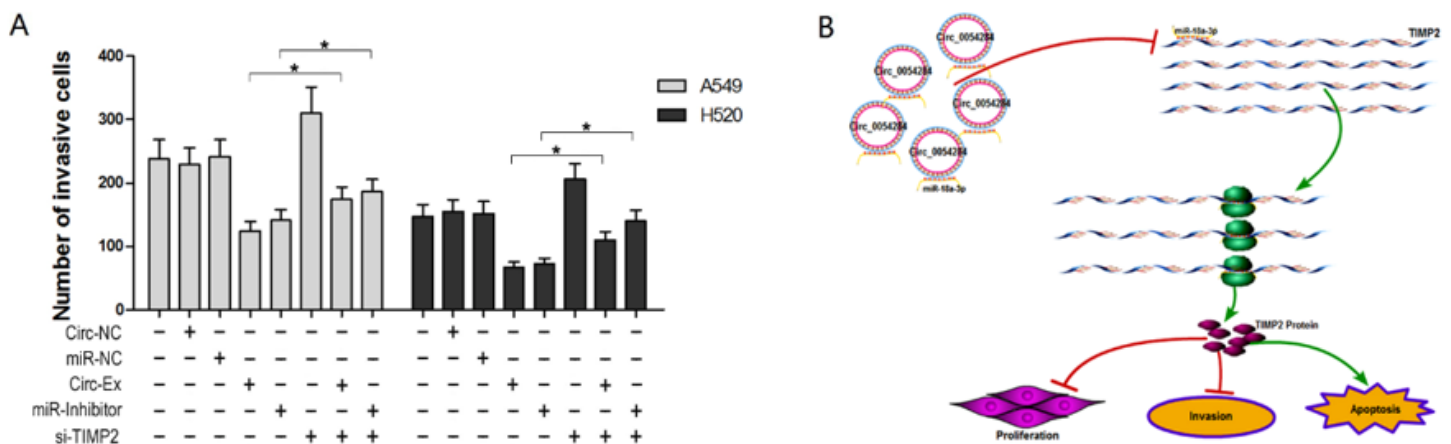 A
Number of invasive cells
400
300
200
100
0
* *
* *
A549
H520
Circ-NC − + − − − − − − − + − − − − − −
miR-NC − − + − − − − − − − + − − − − −
Circ-Ex − − − + − − + − − − − + − − + −
miR-Inhibitor − − − − + − − + − − − − + − − +
si-TIMP2 − − − − − + + + − − − − − + + +
B
Circ_0054284
Circ_0054284
Circ_0054284
Circ_0054284
Circ_0054284
miR-18a-3p
miR-18a-3p
TIMP2
TIMP2 Protein
Proliferation
Invasion
Apoptosis